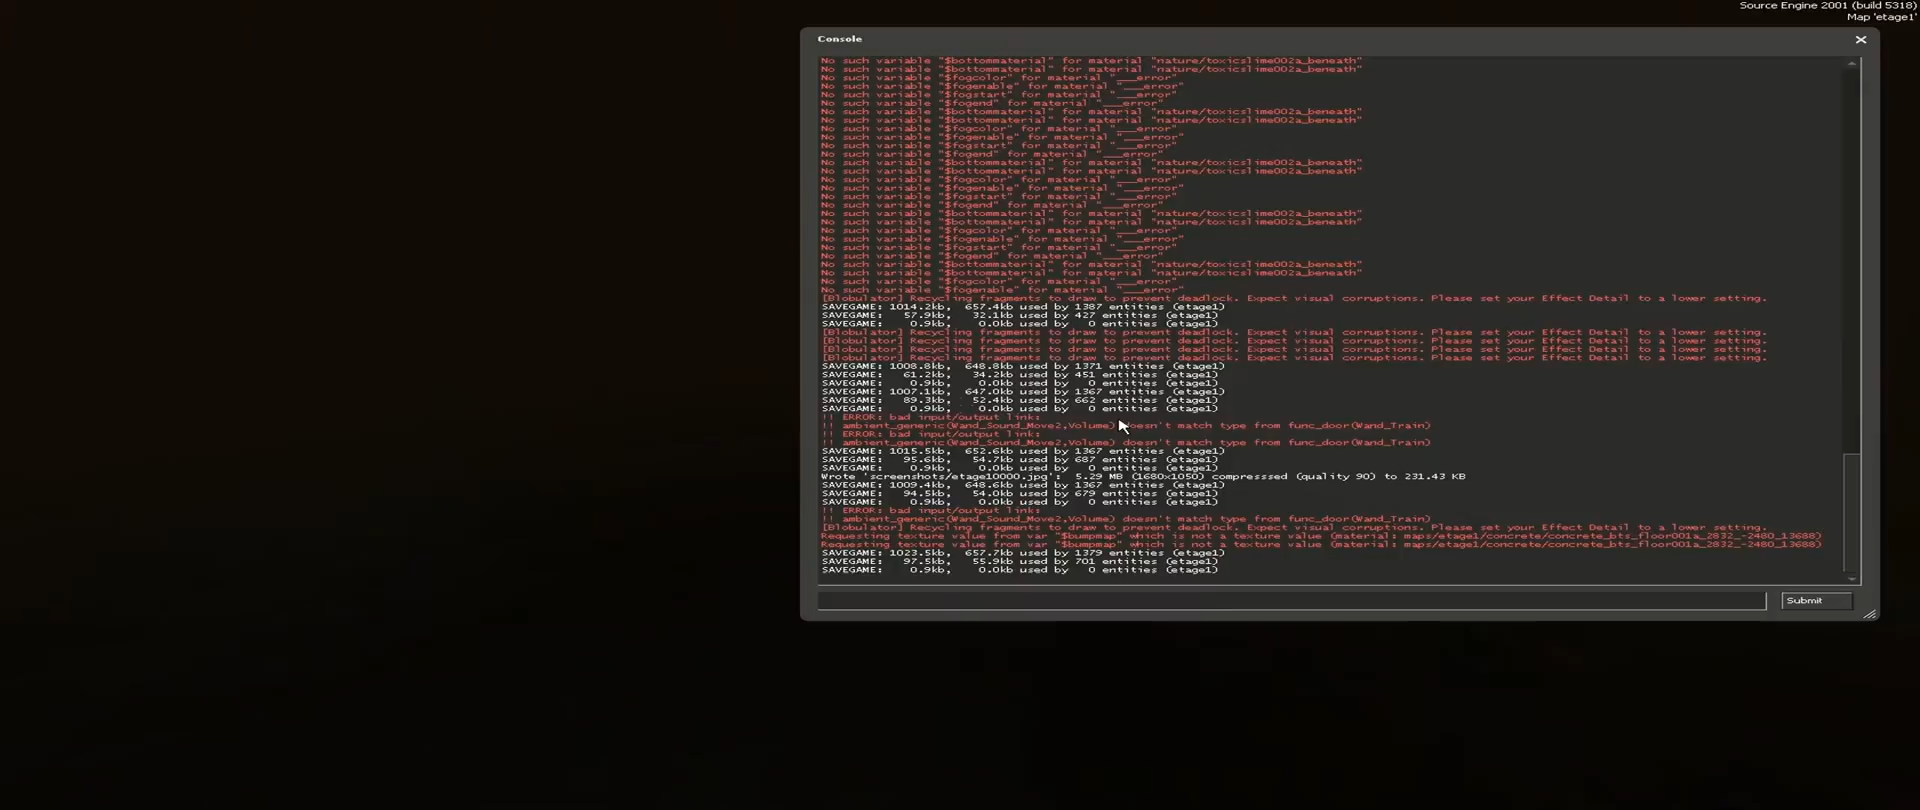 Source Engine 2001 (build 5318)
Map 'etage1'
Console
No such variable "$bottommaterial" for material "nature/toxicslime002a_beneath"
No such variable "$bottommaterial" for material "nature/toxicslime002a_beneath"
No such variable "$fogcolor" for material "___error"
No such variable "$fogenable" for material "___error"
No such variable "$fogstart" for material "___error"
No such variable "$fogend" for material "___error"
No such variable "$bottommaterial" for material "nature/toxicslime002a_beneath"
No such variable "$bottommaterial" for material "nature/toxicslime002a_beneath"
No such variable "$fogcolor" for material "___error"
No such variable "$fogenable" for material "___error"
No such variable "$fogstart" for material "___error"
No such variable "$fogend" for material "___error"
No such variable "$bottommaterial" for material "nature/toxicslime002a_beneath"
No such variable "$bottommaterial" for material "nature/toxicslime002a_beneath"
No such variable "$fogcolor" for material "___error"
No such variable "$fogenable" for material "___error"
No such variable "$fogstart" for material "___error"
No such variable "$fogend" for material "___error"
No such variable "$bottommaterial" for material "nature/toxicslime002a_beneath"
No such variable "$bottommaterial" for material "nature/toxicslime002a_beneath"
No such variable "$fogcolor" for material "___error"
No such variable "$fogenable" for material "___error"
No such variable "$fogstart" for material "___error"
No such variable "$fogend" for material "___error"
No such variable "$bottommaterial" for material "nature/toxicslime002a_beneath"
No such variable "$bottommaterial" for material "nature/toxicslime002a_beneath"
No such variable "$fogcolor" for material "___error"
No such variable "$fogenable" for material "___error"
[Blobulator] Recycling fragments to draw to prevent deadlock. Expect visual corruptions. Please set your Effect Detail to a lower setting.
SAVEGAME: 1014.2kb, 657.4kb used by 1387 entities (etage1)
SAVEGAME: 57.9kb, 32.1kb used by 427 entities (etage1)
SAVEGAME: 0.9kb, 0.0kb used by 0 entities (etage1)
[Blobulator] Recycling fragments to draw to prevent deadlock. Expect visual corruptions. Please set your Effect Detail to a lower setting.
[Blobulator] Recycling fragments to draw to prevent deadlock. Expect visual corruptions. Please set your Effect Detail to a lower setting.
[Blobulator] Recycling fragments to draw to prevent deadlock. Expect visual corruptions. Please set your Effect Detail to a lower setting.
[Blobulator] Recycling fragments to draw to prevent deadlock. Expect visual corruptions. Please set your Effect Detail to a lower setting.
SAVEGAME: 1008.8kb, 648.8kb used by 1371 entities (etage1)
SAVEGAME: 61.2kb, 34.2kb used by 451 entities (etage1)
SAVEGAME: 0.9kb, 0.0kb used by 0 entities (etage1)
SAVEGAME: 1007.1kb, 647.0kb used by 1367 entities (etage1)
SAVEGAME: 89.3kb, 52.4kb used by 662 entities (etage1)
SAVEGAME: 0.9kb, 0.0kb used by 0 entities (etage1)
!! ERROR: bad input/output link:
!! ambient_generic(Wand_Sound_Move2,Volume) doesn't match type from func_door(Wand_Train)
!! ERROR: bad input/output link:
!! ambient_generic(Wand_Sound_Move2,Volume) doesn't match type from func_door(Wand_Train)
SAVEGAME: 1015.5kb, 652.6kb used by 1367 entities (etage1)
SAVEGAME: 95.6kb, 54.7kb used by 687 entities (etage1)
SAVEGAME: 0.9kb, 0.0kb used by 0 entities (etage1)
Wrote 'screenshots/etage10000.jpg': 5.29 MB (1680x1050) compresssed (quality 90) to 231.43 KB
SAVEGAME: 1009.4kb, 648.6kb used by 1367 entities (etage1)
SAVEGAME: 94.5kb, 54.0kb used by 679 entities (etage1)
SAVEGAME: 0.9kb, 0.0kb used by 0 entities (etage1)
!! ERROR: bad input/output link:
!! ambient_generic(Wand_Sound_Move2,Volume) doesn't match type from func_door(Wand_Train)
[Blobulator] Recycling fragments to draw to prevent deadlock. Expect visual corruptions. Please set your Effect Detail to a lower setting.
Requesting texture value from var "$bumpmap" which is not a texture value (material: maps/etage1/concrete/concrete_bts_floor001a_2832_-2480_13688)
Requesting texture value from var "$bumpmap" which is not a texture value (material: maps/etage1/concrete/concrete_bts_floor001a_2832_-2480_13688)
SAVEGAME: 1023.5kb, 657.7kb used by 1379 entities (etage1)
SAVEGAME: 97.5kb, 55.9kb used by 701 entities (etage1)
SAVEGAME: 0.9kb, 0.0kb used by 0 entities (etage1)
Submit